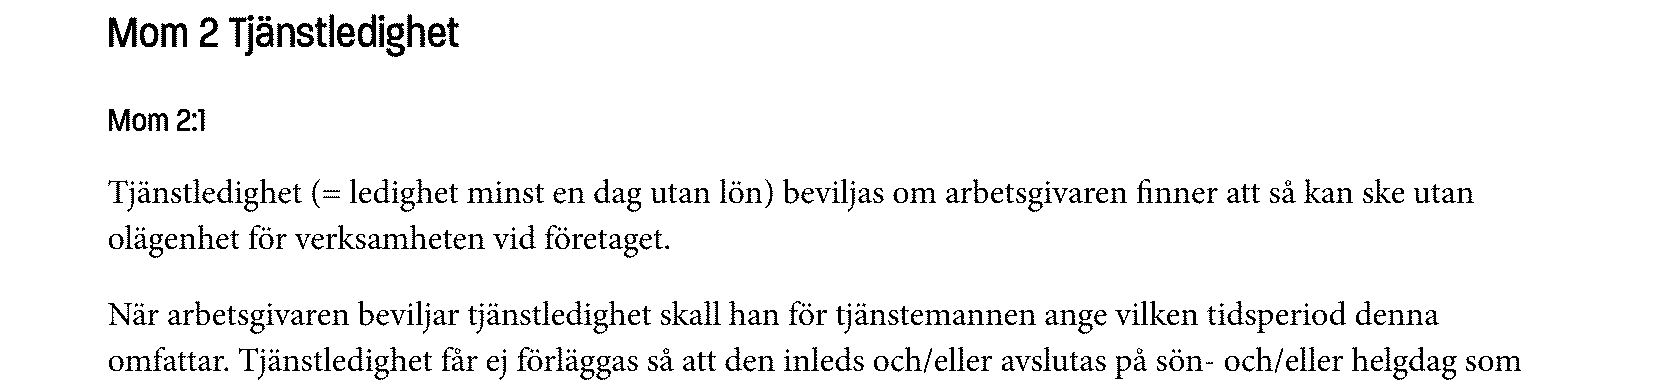 Mom 2 Tjänstledighet
Mom 2:1
Tjänstledighet (= ledighet minst en dag utan lön) beviljas om arbetsgivaren finner att så kan ske utan
olägenhet för verksamheten vid företaget.
När arbetsgivaren beviljar tjänstledighet skall han för tjänstemannen ange vilken tidsperiod denna
omfattar. Tjänstledighet får ej förläggas så att den inleds och/eller avslutas på sön- och/eller helgdag som